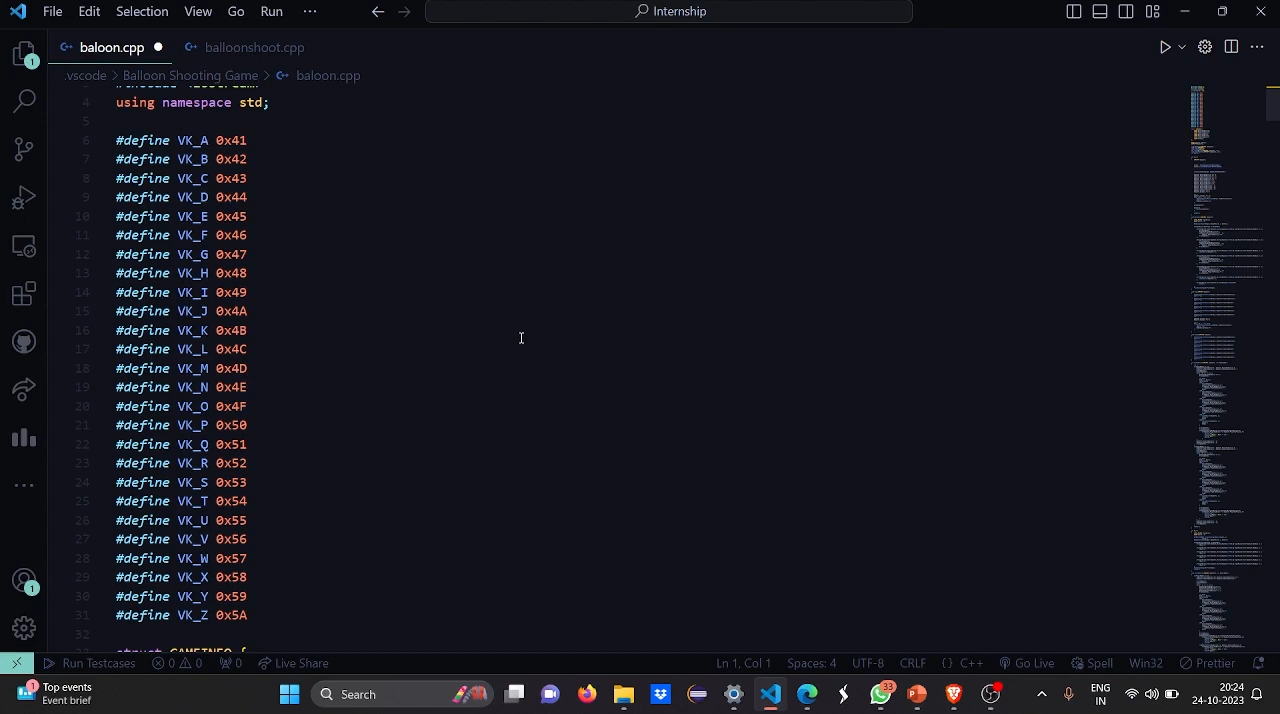 File Edit Selection View Go Run ··· Internship
baloon.cpp balloonshoot.cpp
.vscode > Balloon Shooting Game > baloon.cpp
4 using namespace std;
5
6 #define VK_A 0x41
7 #define VK_B 0x42
8 #define VK_C 0x43
9 #define VK_D 0x44
10 #define VK_E 0x45
11 #define VK_F 0x46
12 #define VK_G 0x47
13 #define VK_H 0x48
14 #define VK_I 0x49
15 #define VK_J 0x4A
16 #define VK_K 0x4B
17 #define VK_L 0x4C
18 #define VK_M 0x4D
19 #define VK_N 0x4E
20 #define VK_O 0x4F
21 #define VK_P 0x50
22 #define VK_Q 0x51
23 #define VK_R 0x52
24 #define VK_S 0x53
25 #define VK_T 0x54
26 #define VK_U 0x55
27 #define VK_V 0x56
28 #define VK_W 0x57
29 #define VK_X 0x58
30 #define VK_Y 0x59
31 #define VK_Z 0x5A
32
struct GAMEINFO {
1
1
Run Testcases 0 0 0 Live Share Ln 1, Col 1 Spaces: 4 UTF-8 CRLF {} C++ Go Live Spell Win32 Prettier
1 Top events
Event brief
Search
33
ENG
IN
20:24
24-10-2023